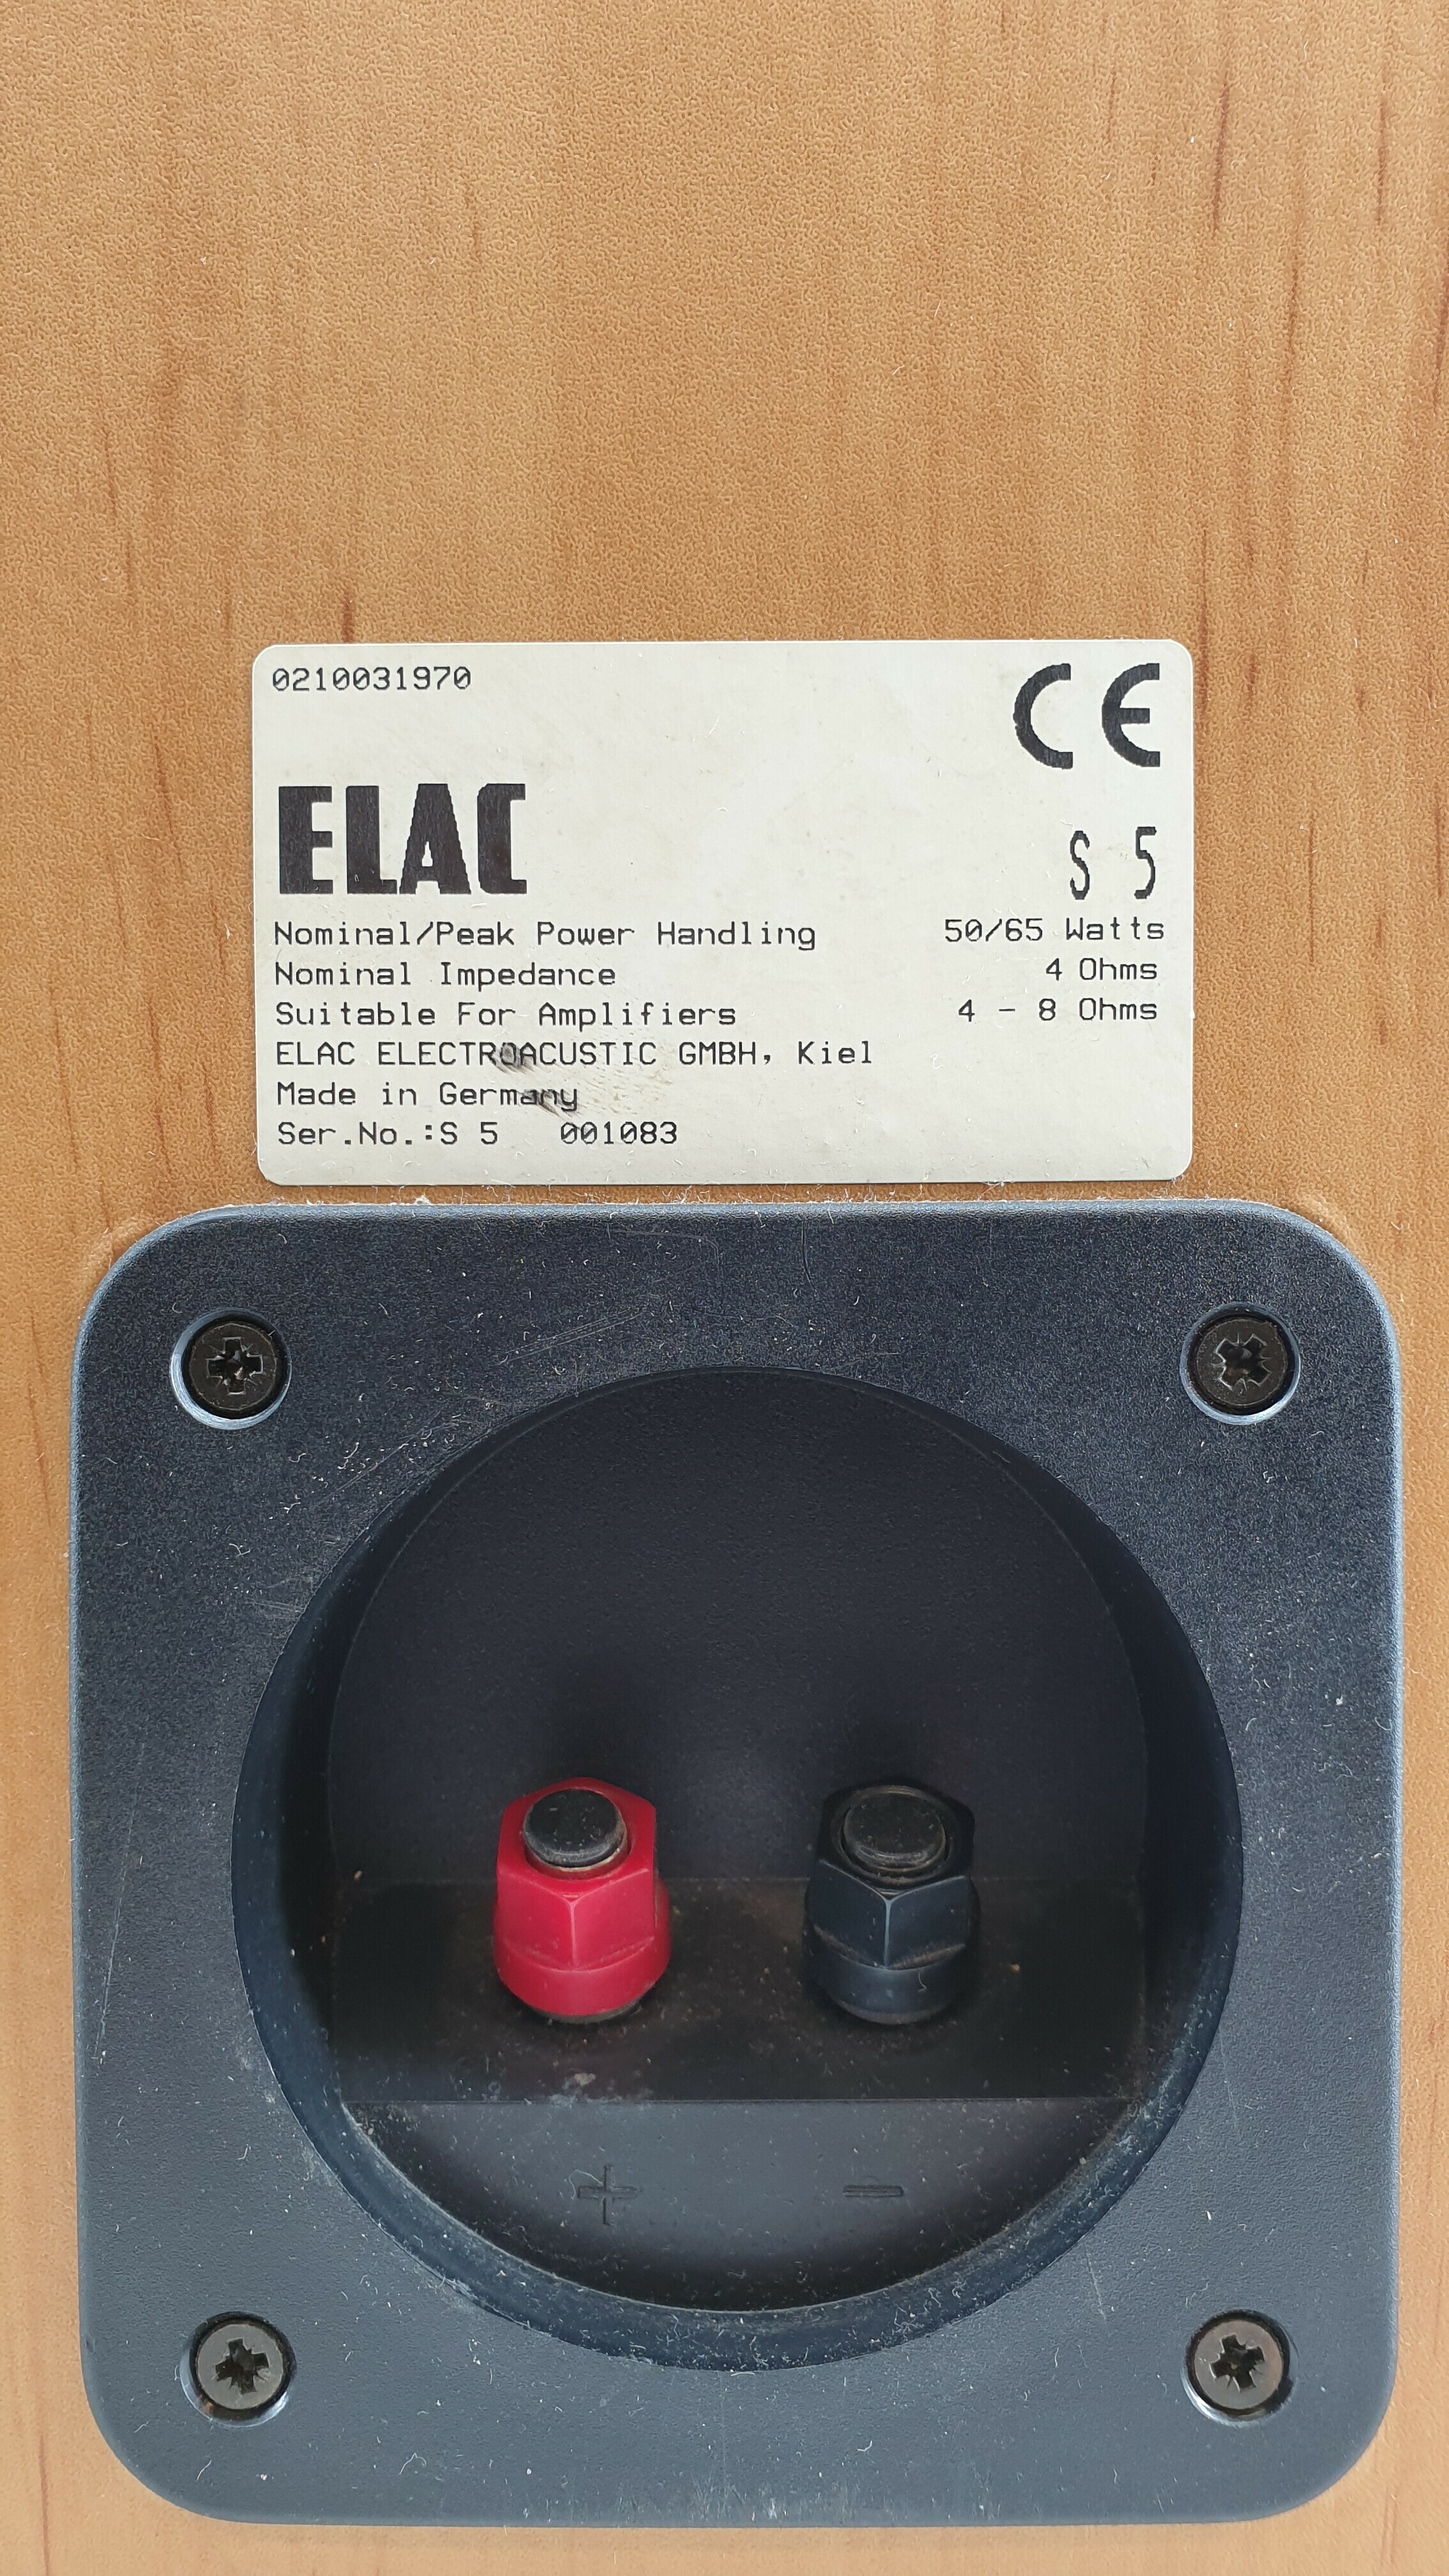 0210031970
CE
ELAC
S 5
Nominal/Peak Power Handling 50/65 Watts
Nominal Impedance 4 Ohms
Suitable For Amplifiers 4 - 8 Ohms
ELAC ELECTROACUSTIC GMBH, Kiel
Made in Germany
Ser.No.:S 5 001083
+ -